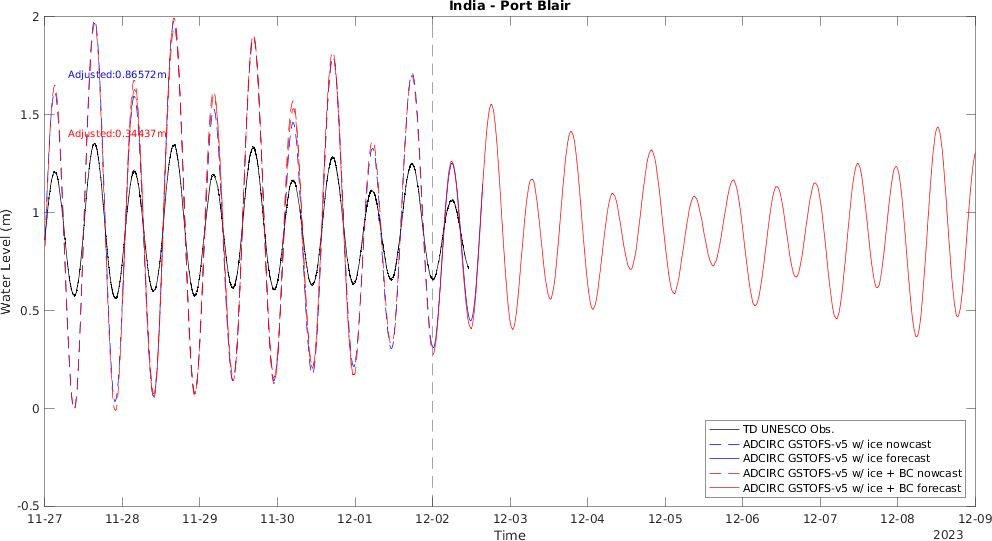 India - Port Blair
Water Level (m)
2
1.5
1
0.5
0
-0.5
Adjusted:0.86572m
Adjusted:0.34437m
TD UNESCO Obs.
ADCIRC GSTOFS-v5 w/ ice nowcast
ADCIRC GSTOFS-v5 w/ ice forecast
ADCIRC GSTOFS-v5 w/ ice + BC nowcast
ADCIRC GSTOFS-v5 w/ ice + BC forecast
11-27 11-28 11-29 11-30 12-01 12-02 12-03 12-04 12-05 12-06 12-07 12-08 12-09
Time
2023